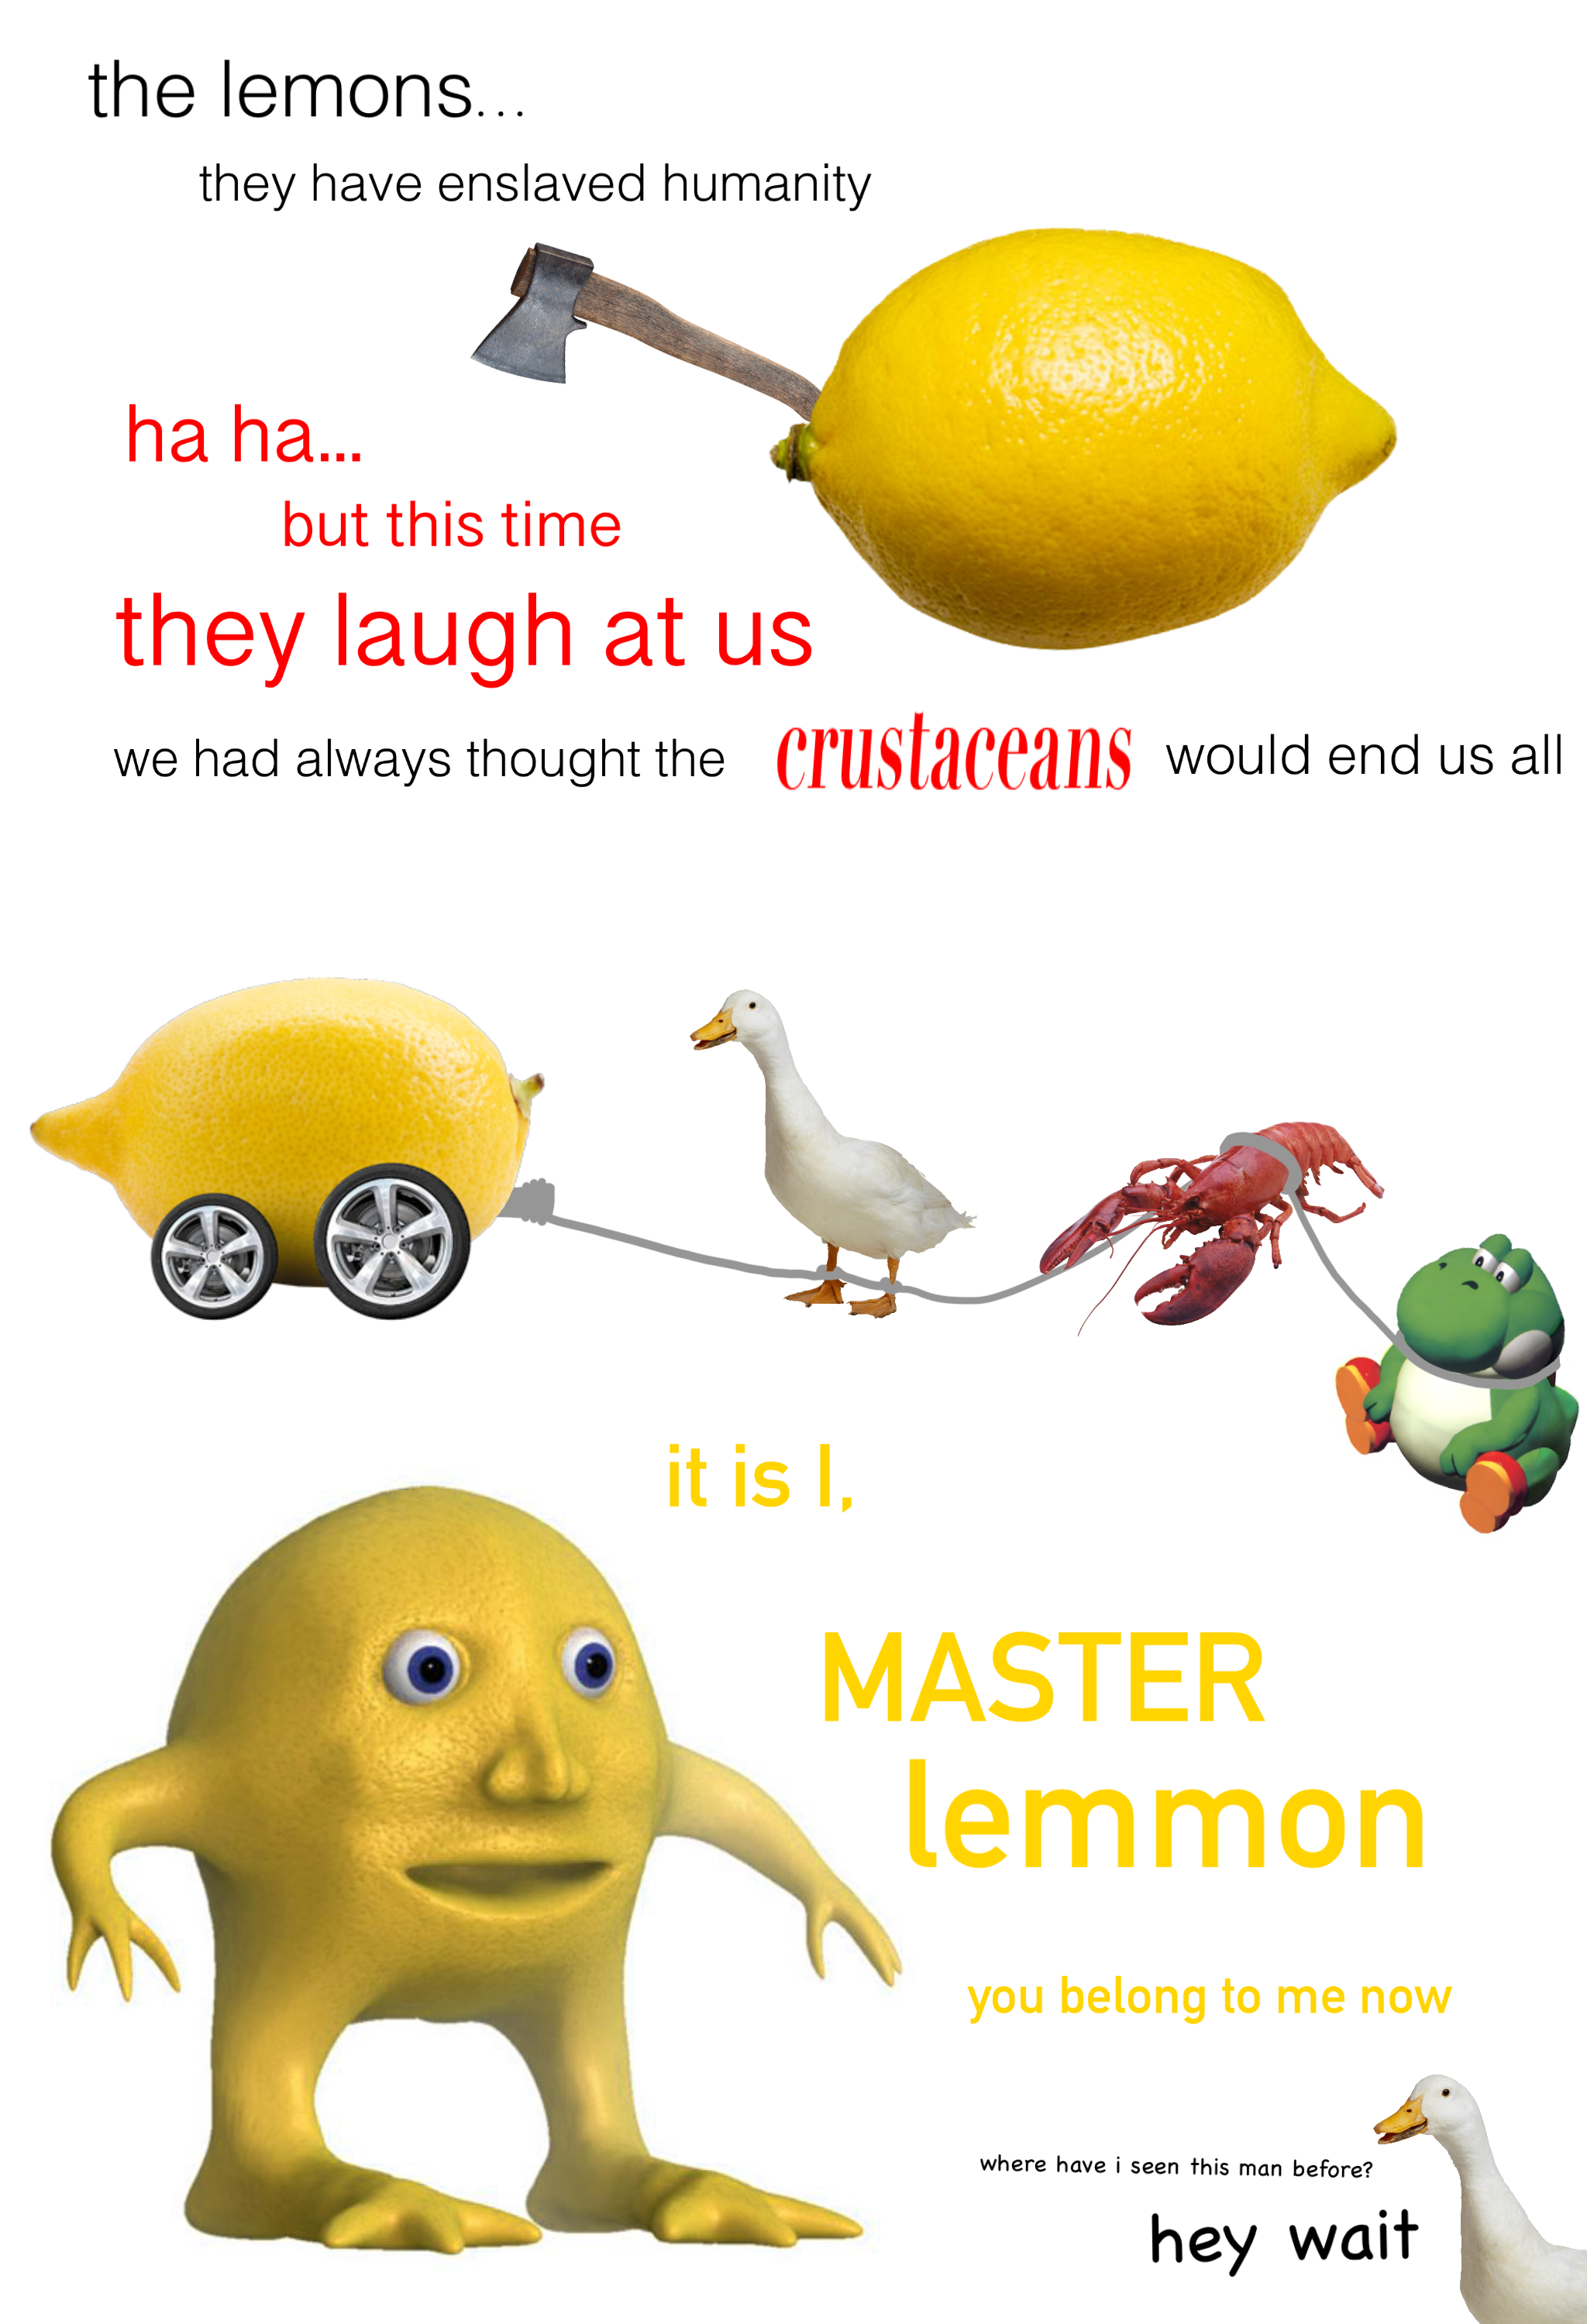 the lemons...
they have enslaved humanity
ha ha...
but this time
they laugh at us
we had always thought the crustaceans would end us all
it is I,
MASTER
lemmon
you belong to me now
where have i seen this man before?
hey wait